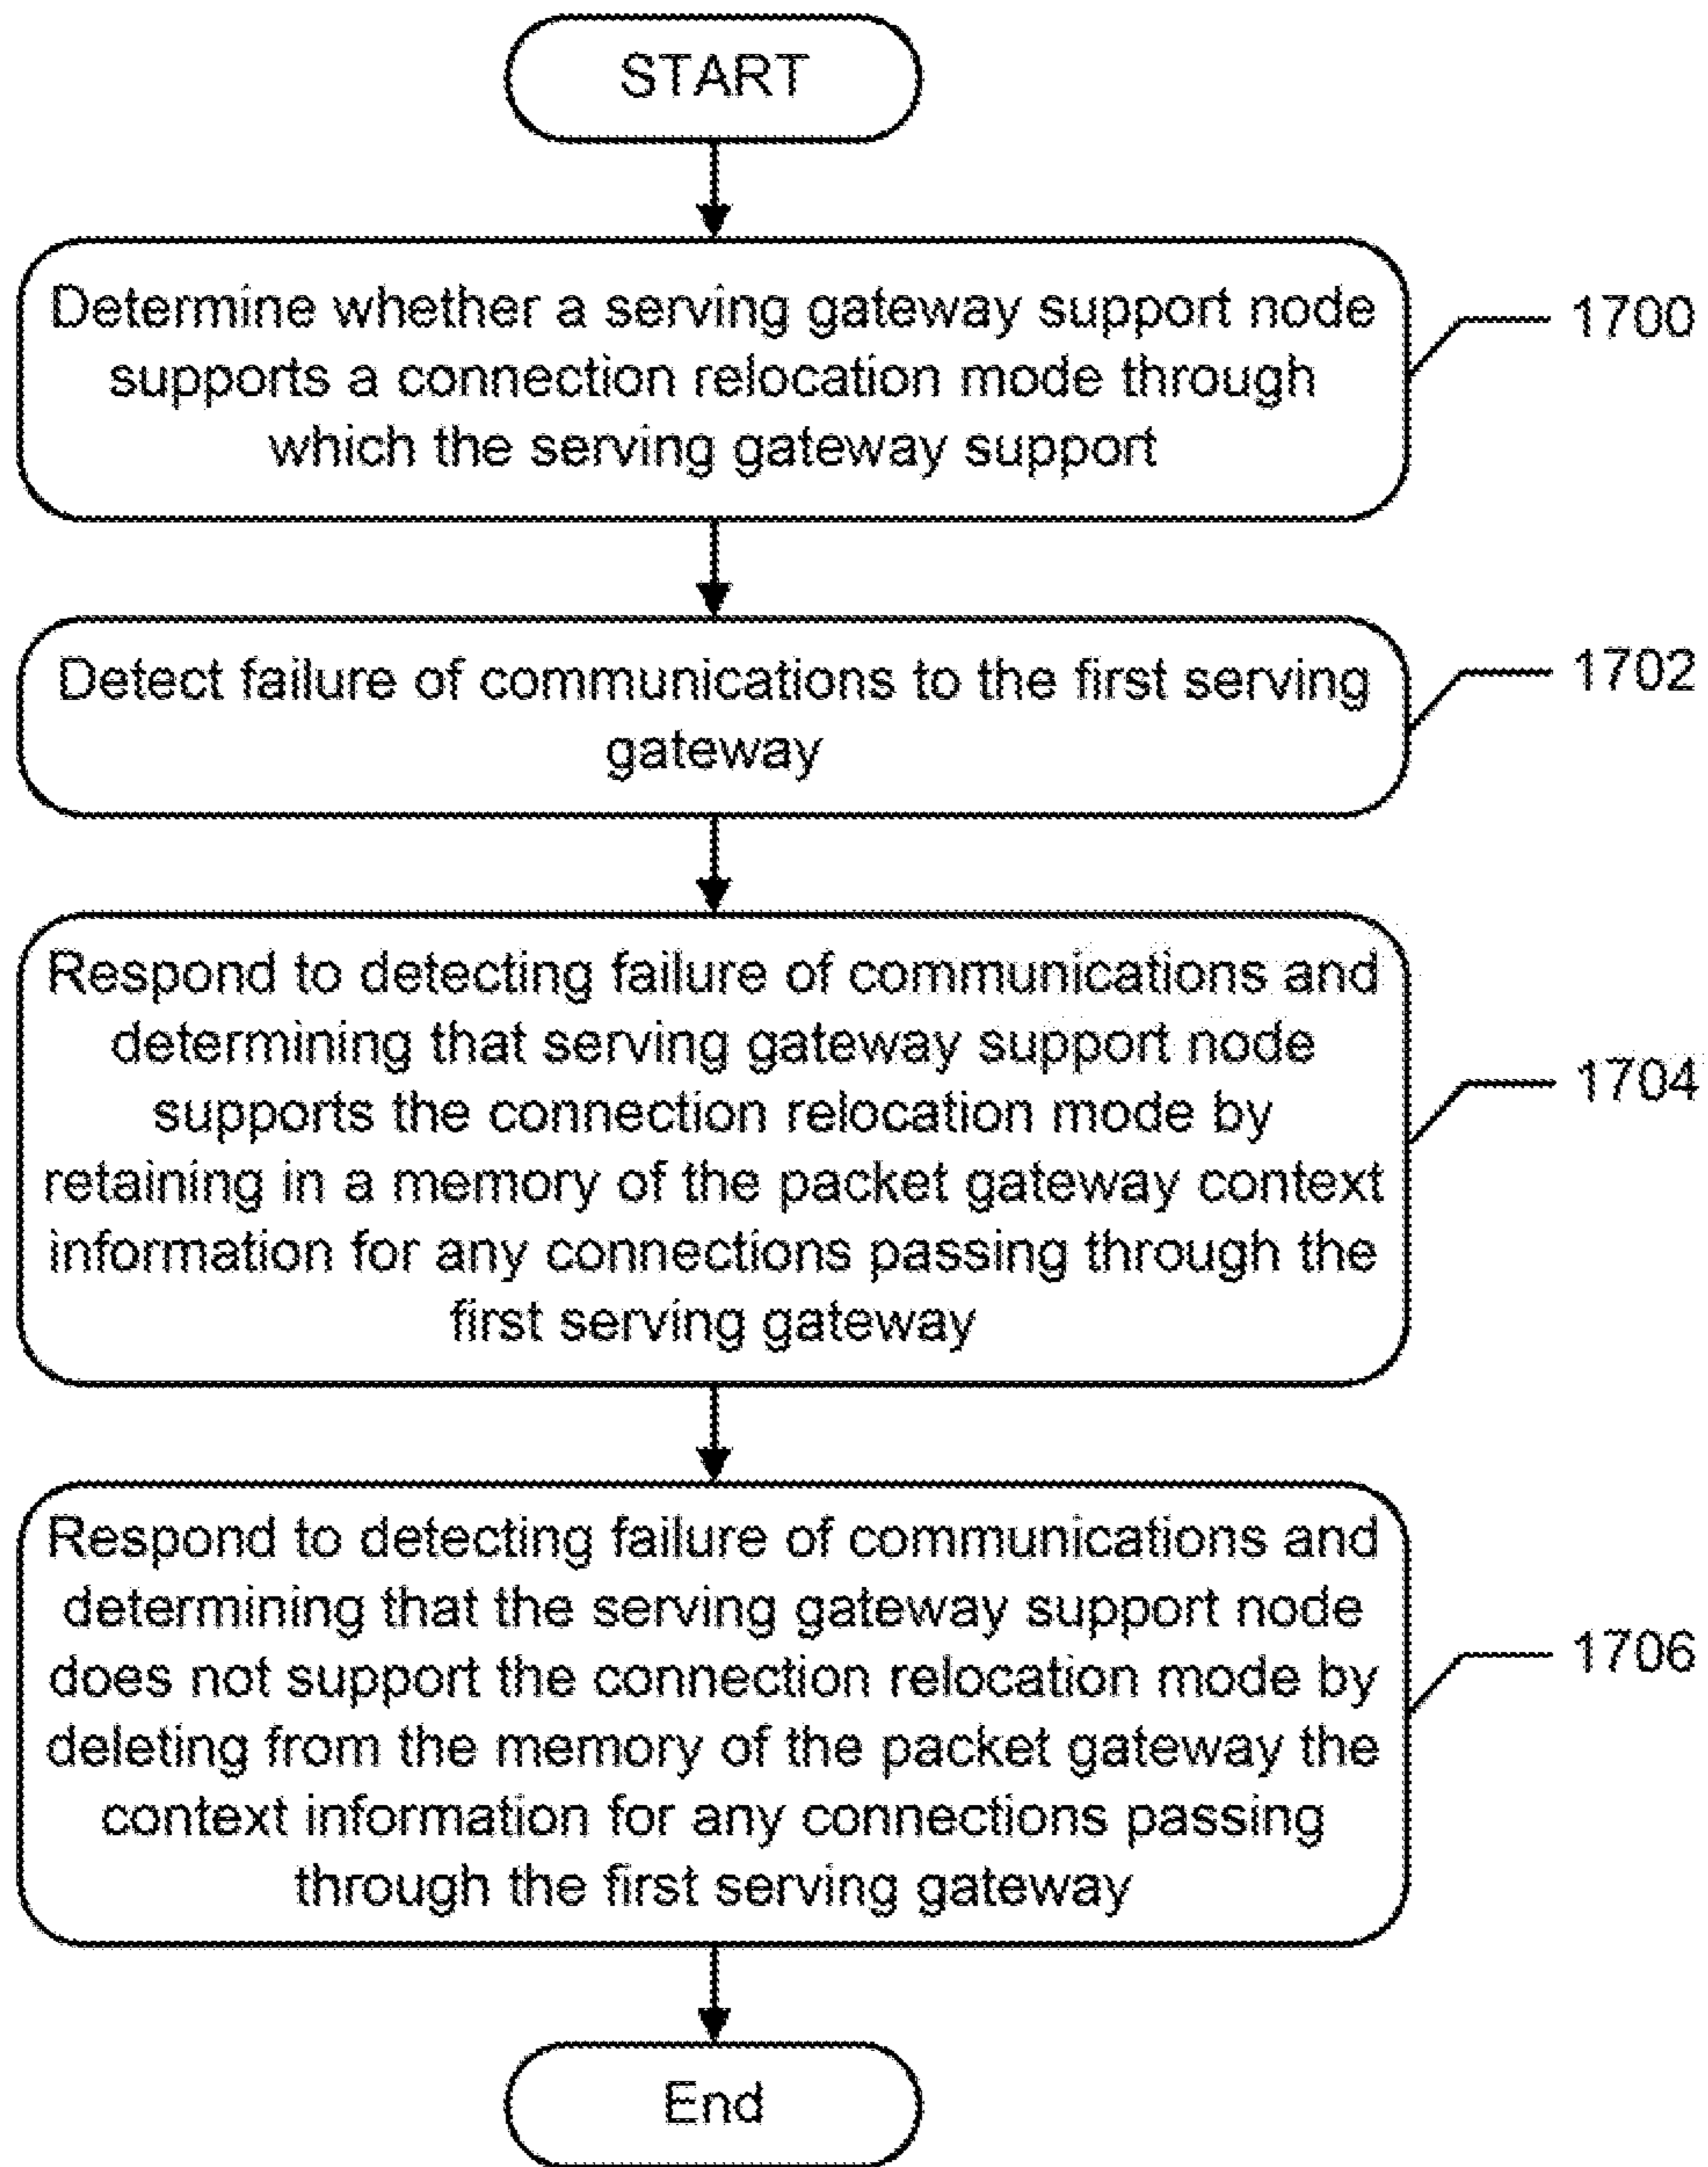 START
Determine whether a serving gateway support node
supports a connection relocation mode through
which the serving gateway support
1700
Detect failure of communications to the first serving
gateway
1702
Respond to detecting failure of communications and
determining that serving gateway support node
supports the connection relocation mode by
retaining in a memory of the packet gateway context
information for any connections passing through the
first serving gateway
1704
Respond to detecting failure of communications and
determining that the serving gateway support node
does not support the connection relocation mode by
deleting from the memory of the packet gateway the
context information for any connections passing
through the first serving gateway
1706
End